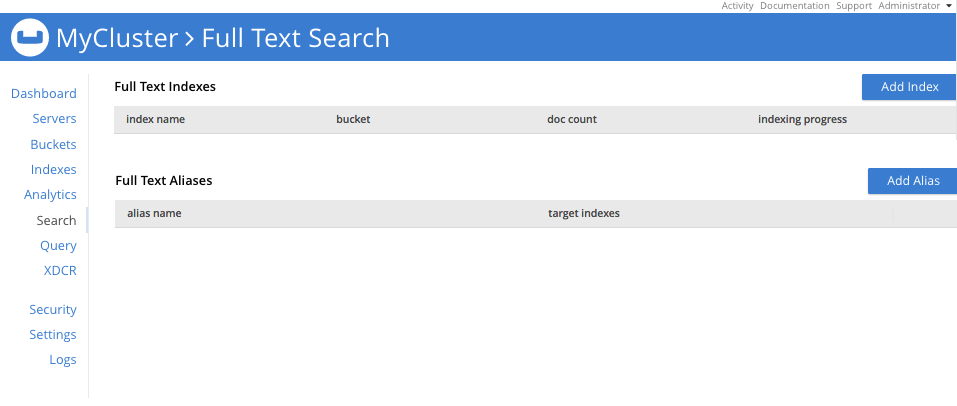 Activity Documentation Support Administrator
MyCluster > Full Text Search
Dashboard
Servers
Buckets
Indexes
Analytics
Search
Query
XDCR
Security
Settings
Logs
Full Text Indexes
Add Index
index name bucket doc count indexing progress
Full Text Aliases
Add Alias
alias name target indexes